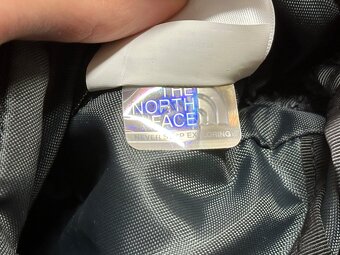 THE
NORTH
FACE
NEVER STOP EXPLORING